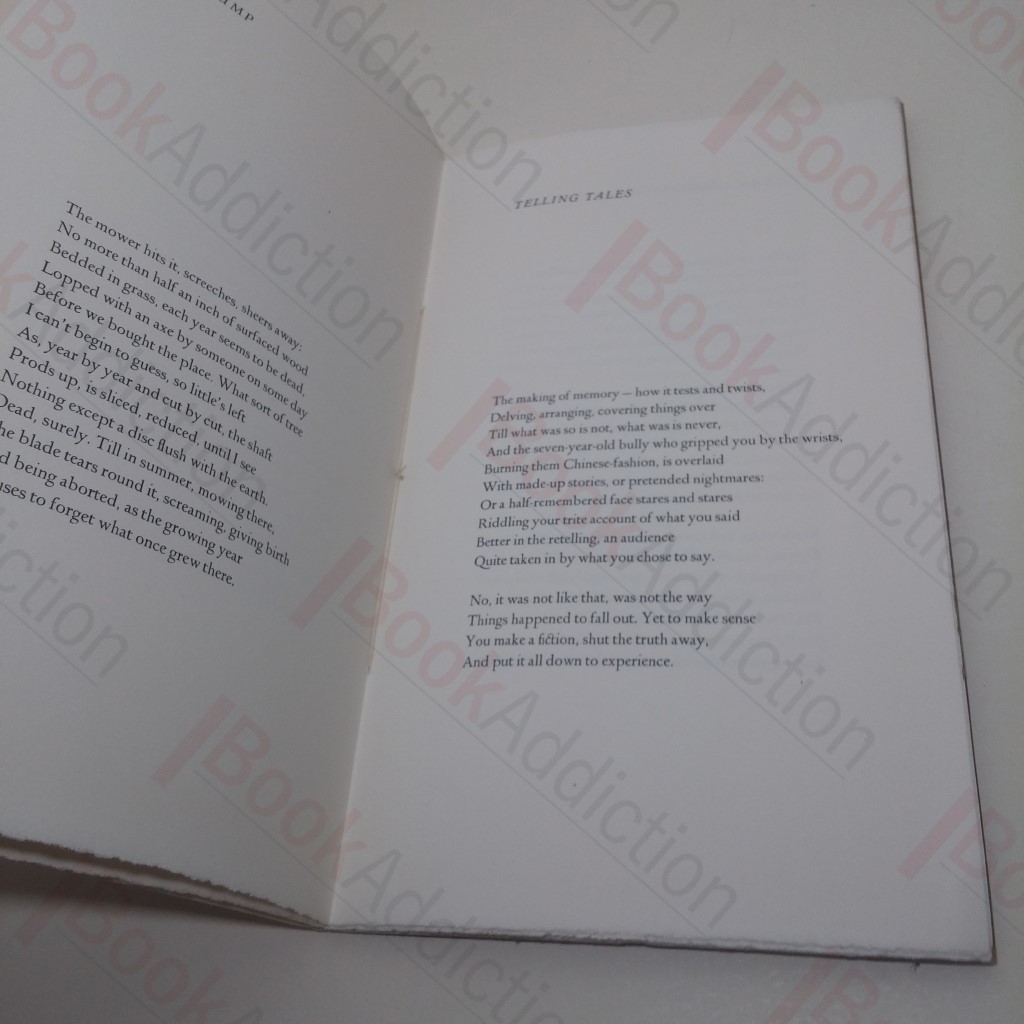 The mower hits it, screeches, sheers away:
No more than half an inch of surfaced wood
Bedded in grass, each year seems to be dead,
Lopped with an axe by someone on some day
Before we bought the place. What sort of tree
I can't begin to guess, so little's left
As, year by year and cut by cut, the shaft
Prods up, is sliced, reduced, until I see
Nothing except a disc flush with the earth.
Dead, surely. Till in summer, mowing there,
he blade tears round it, screaming, giving birth
d being aborted, as the growing year
uses to forget what once grew there.
TELLING TALES
The making of memory — how it tests and twists,
Delving, arranging, covering things over
Till what was so is not, what was is never,
And the seven-year-old bully who gripped you by the wrists,
Burning them Chinese-fashion, is overlaid
With made-up stories, or pretended nightmares:
Or a half-remembered face stares and stares
Riddling your trite account of what you said
Better in the retelling, an audience
Quite taken in by what you chose to say.
No, it was not like that, was not the way
Things happened to fall out. Yet to make sense
You make a fiction, shut the truth away,
And put it all down to experience.
BookAddiction
BookAddiction
BookAddiction
BookAddiction
BookAddiction
BookAddiction